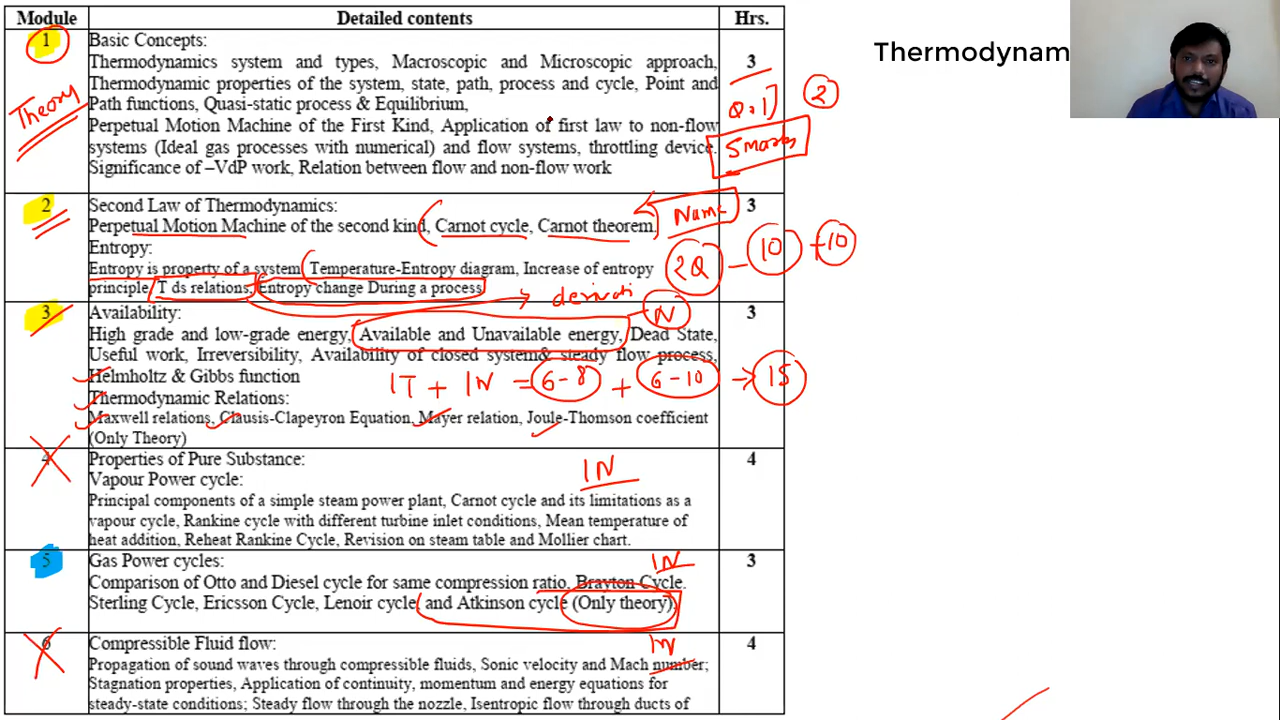 Module Detailed contents Hrs.
Thermodynam
1 Basic Concepts:
Thermodynamics system and types, Macroscopic and Microscopic approach, 3
Thermodynamic properties of the system, state, path, process and cycle, Point and
Path functions, Quasi-static process & Equilibrium,
Perpetual Motion Machine of the First Kind, Application of first law to non-flow
systems (Ideal gas processes with numerical) and flow systems, throttling device.
Significance of –VdP work, Relation between flow and non-flow work
Theory
Q.1] 2
5 marks
2 Second Law of Thermodynamics: 3
Perpetual Motion Machine of the second kind, Carnot cycle, Carnot theorem.
Entropy:
Entropy is property of a system, Temperature-Entropy diagram, Increase of entropy
principle, T ds relations, Entropy change During a process
2Q – 10 +10
3 Availability: 3
High grade and low-grade energy, Available and Unavailable energy, Dead State,
Useful work, Irreversibility, Availability of closed system& steady flow process,
Helmholtz & Gibbs function
Thermodynamic Relations:
Maxwell relations, Clausis-Clapeyron Equation, Mayer relation, Joule-Thomson coefficient
(Only Theory)
N
1T + 1N = 6-8 + 6-10 → 15
4 Properties of Pure Substance: 4
Vapour Power cycle:
Principal components of a simple steam power plant, Carnot cycle and its limitations as a
vapour cycle, Rankine cycle with different turbine inlet conditions, Mean temperature of
heat addition, Reheat Rankine Cycle, Revision on steam table and Mollier chart.
1N
5 Gas Power cycles: 3
Comparison of Otto and Diesel cycle for same compression ratio, Brayton Cycle.
Sterling Cycle, Ericsson Cycle, Lenoir cycle and Atkinson cycle (Only theory).
1N
6 Compressible Fluid flow: 4
Propagation of sound waves through compressible fluids, Sonic velocity and Mach number;
Stagnation properties, Application of continuity, momentum and energy equations for
steady-state conditions; Steady flow through the nozzle, Isentropic flow through ducts of
1N